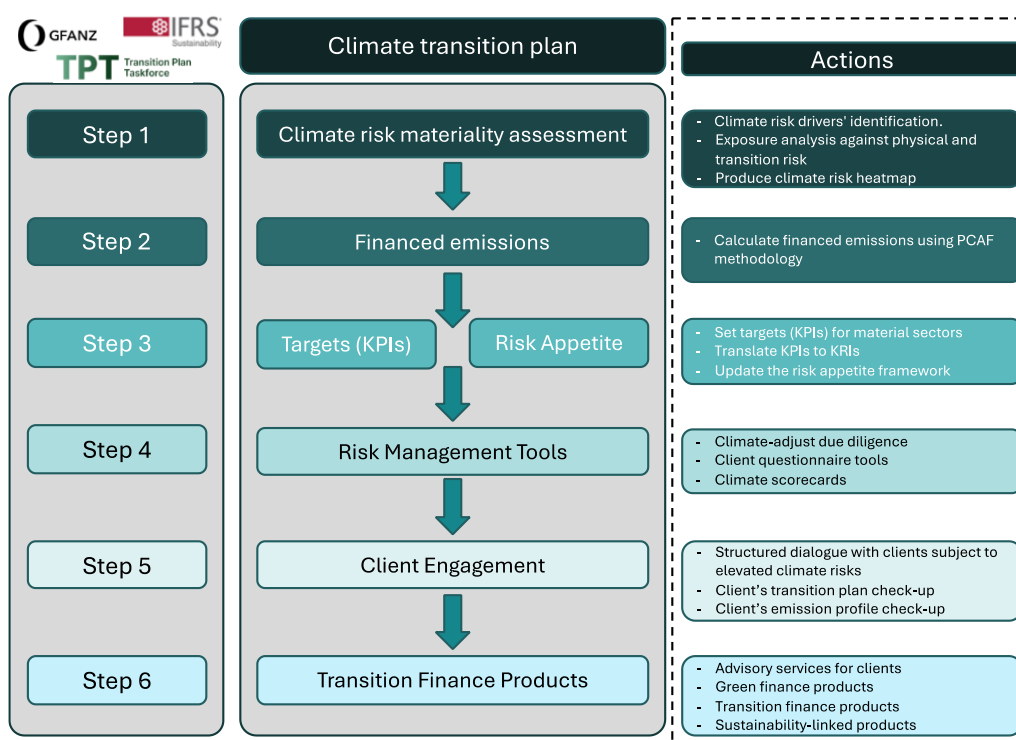 GFANZ
IFRS®
Sustainability
TPT
Transition Plan
Taskforce
Climate transition plan
Actions
Step 1
Climate risk materiality assessment
- Climate risk drivers' identification.
- Exposure analysis against physical and
transition risk
- Produce climate risk heatmap
Step 2
Financed emissions
- Calculate financed emissions using PCAF
methodology
Step 3
Targets (KPIs)
Risk Appetite
- Set targets (KPIs) for material sectors
- Translate KPIs to KRIs
- Update the risk appetite framework
Step 4
Risk Management Tools
- Climate-adjust due diligence
- Client questionnaire tools
- Climate scorecards
Step 5
Client Engagement
- Structured dialogue with clients subject to
elevated climate risks
- Client’s transition plan check-up
- Client’s emission profile check-up
Step 6
Transition Finance Products
- Advisory services for clients
- Green finance products
- Transition finance products
- Sustainability-linked products